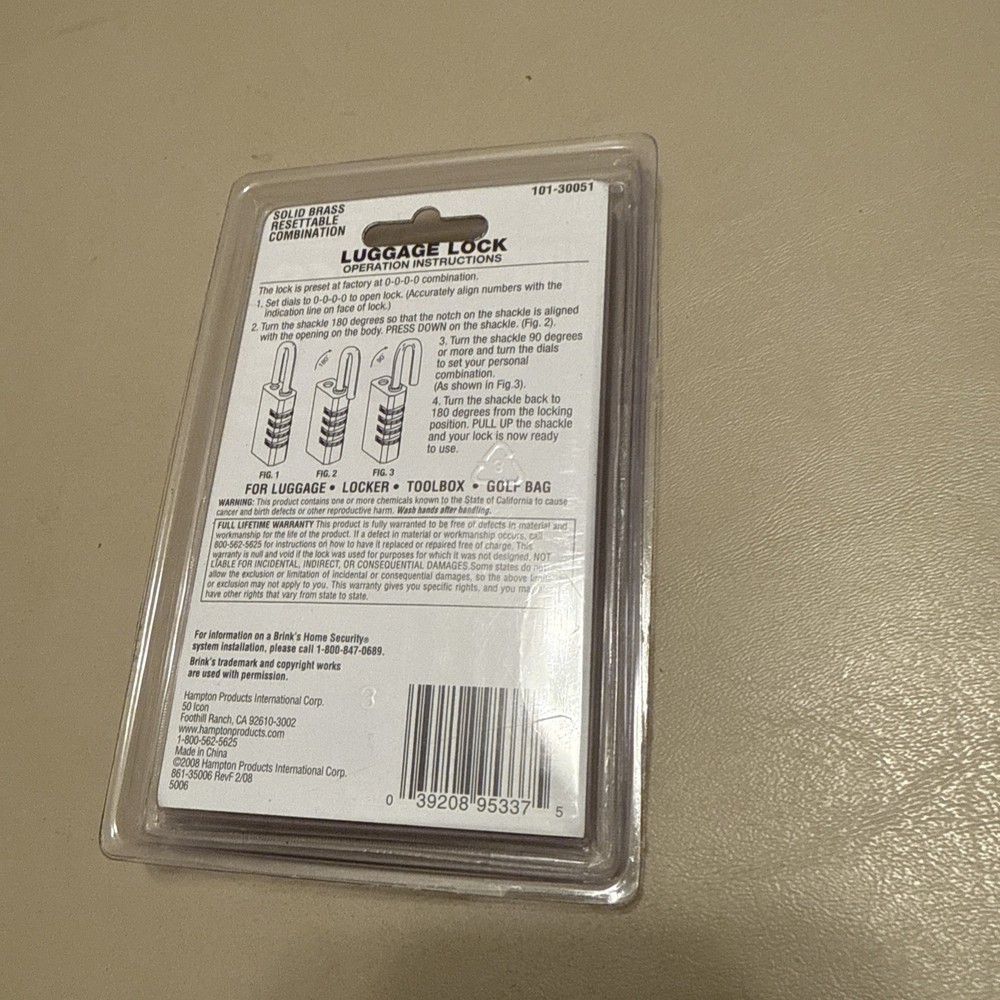 101-30051
SOLID BRASS
RESETTABLE
COMBINATION
LUGGAGE LOCK
OPERATION INSTRUCTIONS
The lock is preset at factory at 0-0-0-0 combination.
1. Set dials to 0-0-0-0 to open lock. (Accurately align numbers with the
indication line on face of lock.)
2. Turn the shackle 180 degrees so that the notch on the shackle is aligned
with the opening on the body. PRESS DOWN on the shackle. (Fig. 2).
3. Turn the shackle 90 degrees
or more and turn the dials
to set your personal
combination.
(As shown in Fig.3).
4. Turn the shackle back to
180 degrees from the locking
position. PULL UP the shackle
and your lock is now ready
to use.
180°
90°
FIG. 1
FIG. 2
FIG. 3
3
FOR LUGGAGE • LOCKER • TOOLBOX • GOLF BAG
WARNING: This product contains one or more chemicals known to the State of California to cause
cancer and birth defects or other reproductive harm. Wash hands after handling.
FULL LIFETIME WARRANTY This product is fully warranted to be free of defects in material and
workmanship for the life of the product. If a defect in material or workmanship occurs, call
800-562-5625 for instructions on how to have it replaced or repaired free of charge. This
warranty is null and void if the lock was used for purposes for which it was not designed. NOT
LIABLE FOR INCIDENTAL, INDIRECT, OR CONSEQUENTIAL DAMAGES. Some states do not
allow the exclusion or limitation of incidental or consequential damages, so the above
or exclusion may not apply to you. This warranty gives you specific rights, and you may
have other rights that vary from state to state.
For information on a Brink's Home Security®
system installation, please call 1-800-847-0689.
Brink's trademark and copyright works
are used with permission.
3
Hampton Products International Corp.
50 Icon
Foothill Ranch, CA 92610-3002
www.hamptonproducts.com
1-800-562-5625
Made in China
©2008 Hampton Products International Corp.
861-35006 RevF 2/08
5006
0 39208 95337 5